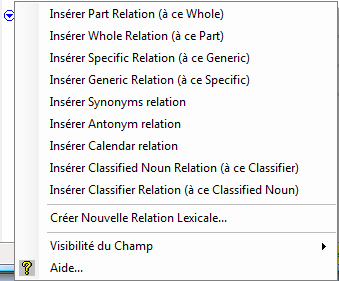 Insérer Part Relation (à ce Whole)
Insérer Whole Relation (à ce Part)
Insérer Specific Relation (à ce Generic)
Insérer Generic Relation (à ce Specific)
Insérer Synonyms relation
Insérer Antonym relation
Insérer Calendar relation
Insérer Classified Noun Relation (à ce Classifier)
Insérer Classifier Relation (à ce Classified Noun)
Créer Nouvelle Relation Lexicale...
Visibilité du Champ
Aide...